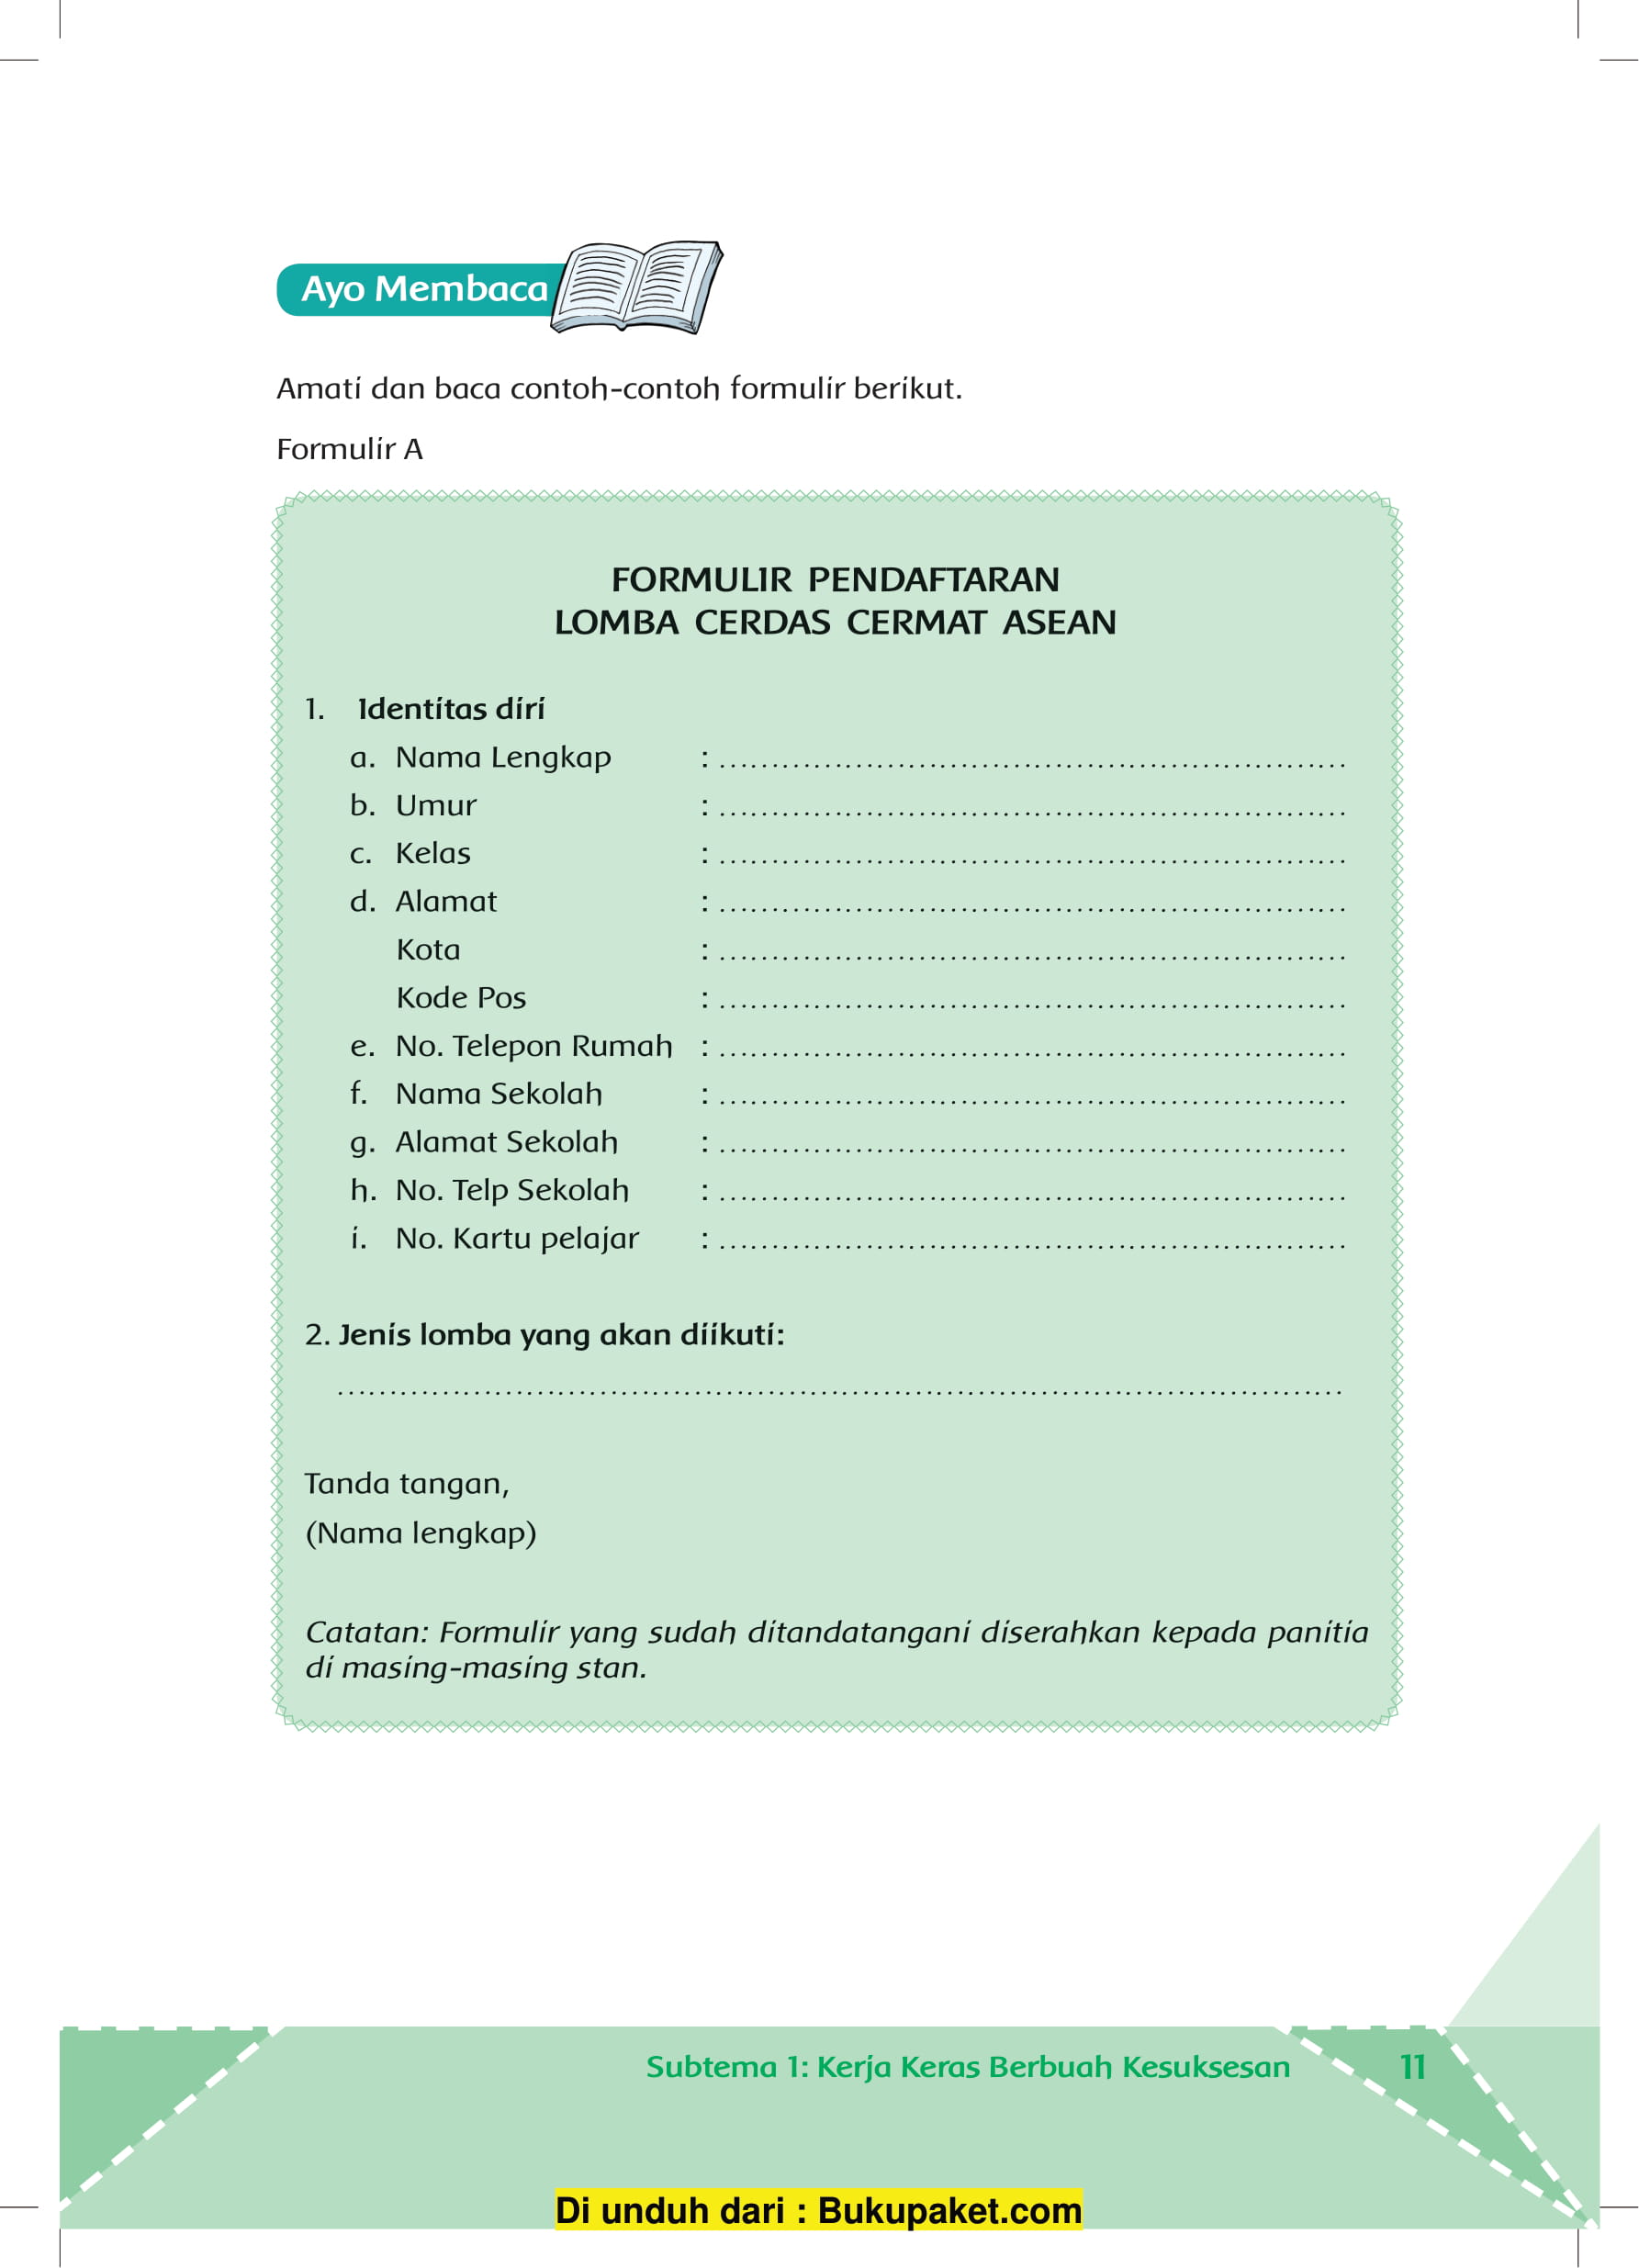 Ayo Membaca
Amati dan baca contoh-contoh formulir berikut.
Formulir A
FORMULIR PENDAFTARAN
LOMBA CERDAS CERMAT ASEAN
1. Identitas diri
a. Nama Lengkap : ............................................................
b. Umur : ............................................................
c. Kelas : ............................................................
d. Alamat : ............................................................
Kota : ............................................................
Kode Pos : ............................................................
e. No. Telepon Rumah : ............................................................
f. Nama Sekolah : ............................................................
g. Alamat Sekolah : ............................................................
h. No. Telp Sekolah : ............................................................
i. No. Kartu pelajar : ............................................................
2. Jenis lomba yang akan diikuti:
................................................................................................
Tanda tangan,
(Nama lengkap)
Catatan: Formulir yang sudah ditandatangani diserahkan kepada panitia
di masing-masing stan.
Subtema 1: Kerja Keras Berbuah Kesuksesan 11
Di unduh dari : Bukupaket.com